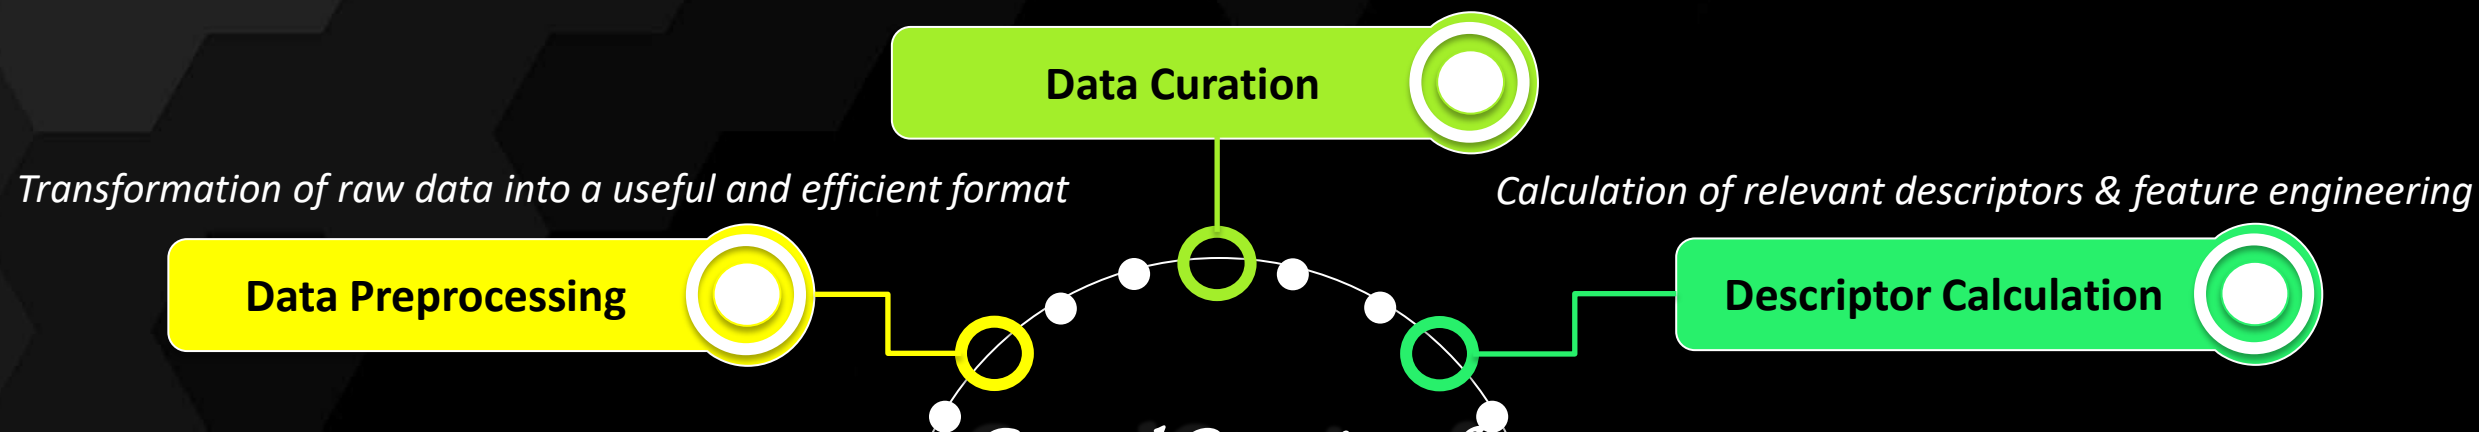 Data Curation
Transformation of raw data into a useful and efficient format
Calculation of relevant descriptors & feature engineering
Data Preprocessing
Descriptor Calculation